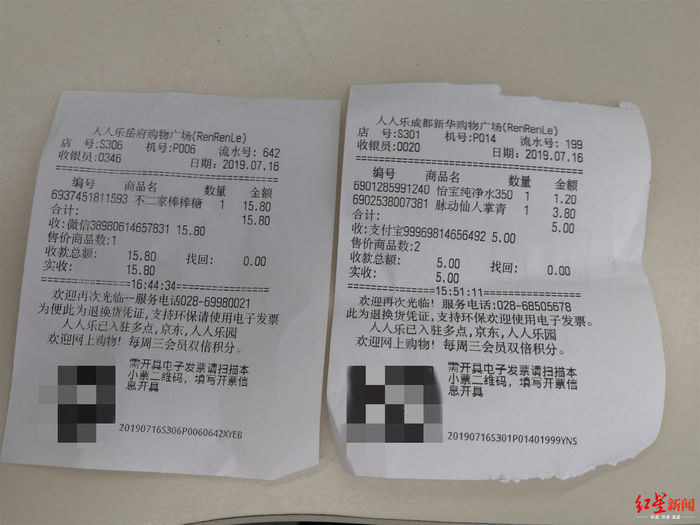 人人乐岳府购物广场(RenRenLe)
店 号:S306 机号:P006 流水号: 642
收银员:0346 日期: 2019.07.16
编号 商品名 数量 金额
6937451811593 不二家棒棒糖 1 15.80
合计: 15.80
收:微信38980614657831 15.80
售价商品数:1
收款总额: 15.80 找回: 0.00
实收: 15.80
16:44:34
欢迎再次光临--服务电话028-69980021
为便此为退换货凭证,支持环保请使用电子发票
人人乐已入驻多点,京东,人人乐园
欢迎网上购物! 每周三会员双倍积分。
需开具电子发票请扫描本
小票二维码, 填写开票信
息开具
20190716S306P0060642XYEB
人人乐成都新华购物广场(RenRenLe)
店 号:S301 机号:P014 流水号: 199
收银员:0020 日期: 2019.07.16
编号 商品名 数量 金额
6901285991240 怡宝纯净水350 1 1.20
6902538007381 脉动仙人掌青 1 3.80
合计: 5.00
收:支付宝99969814656492 5.00
售价商品数:2
收款总额: 5.00 找回: 0.00
实收: 5.00
15:51:11
欢迎再次光临! 服务电话:028-68505678
此为退换货凭证,支持环保欢迎使用电子发票.
人人乐已入驻多点,京东,人人乐园
欢迎网上购物! 每周三会员双倍积分。
需开具电子发票请扫描本
小票二维码, 填写开票信
息开具
20190716S301P01401999YNS
红星新闻